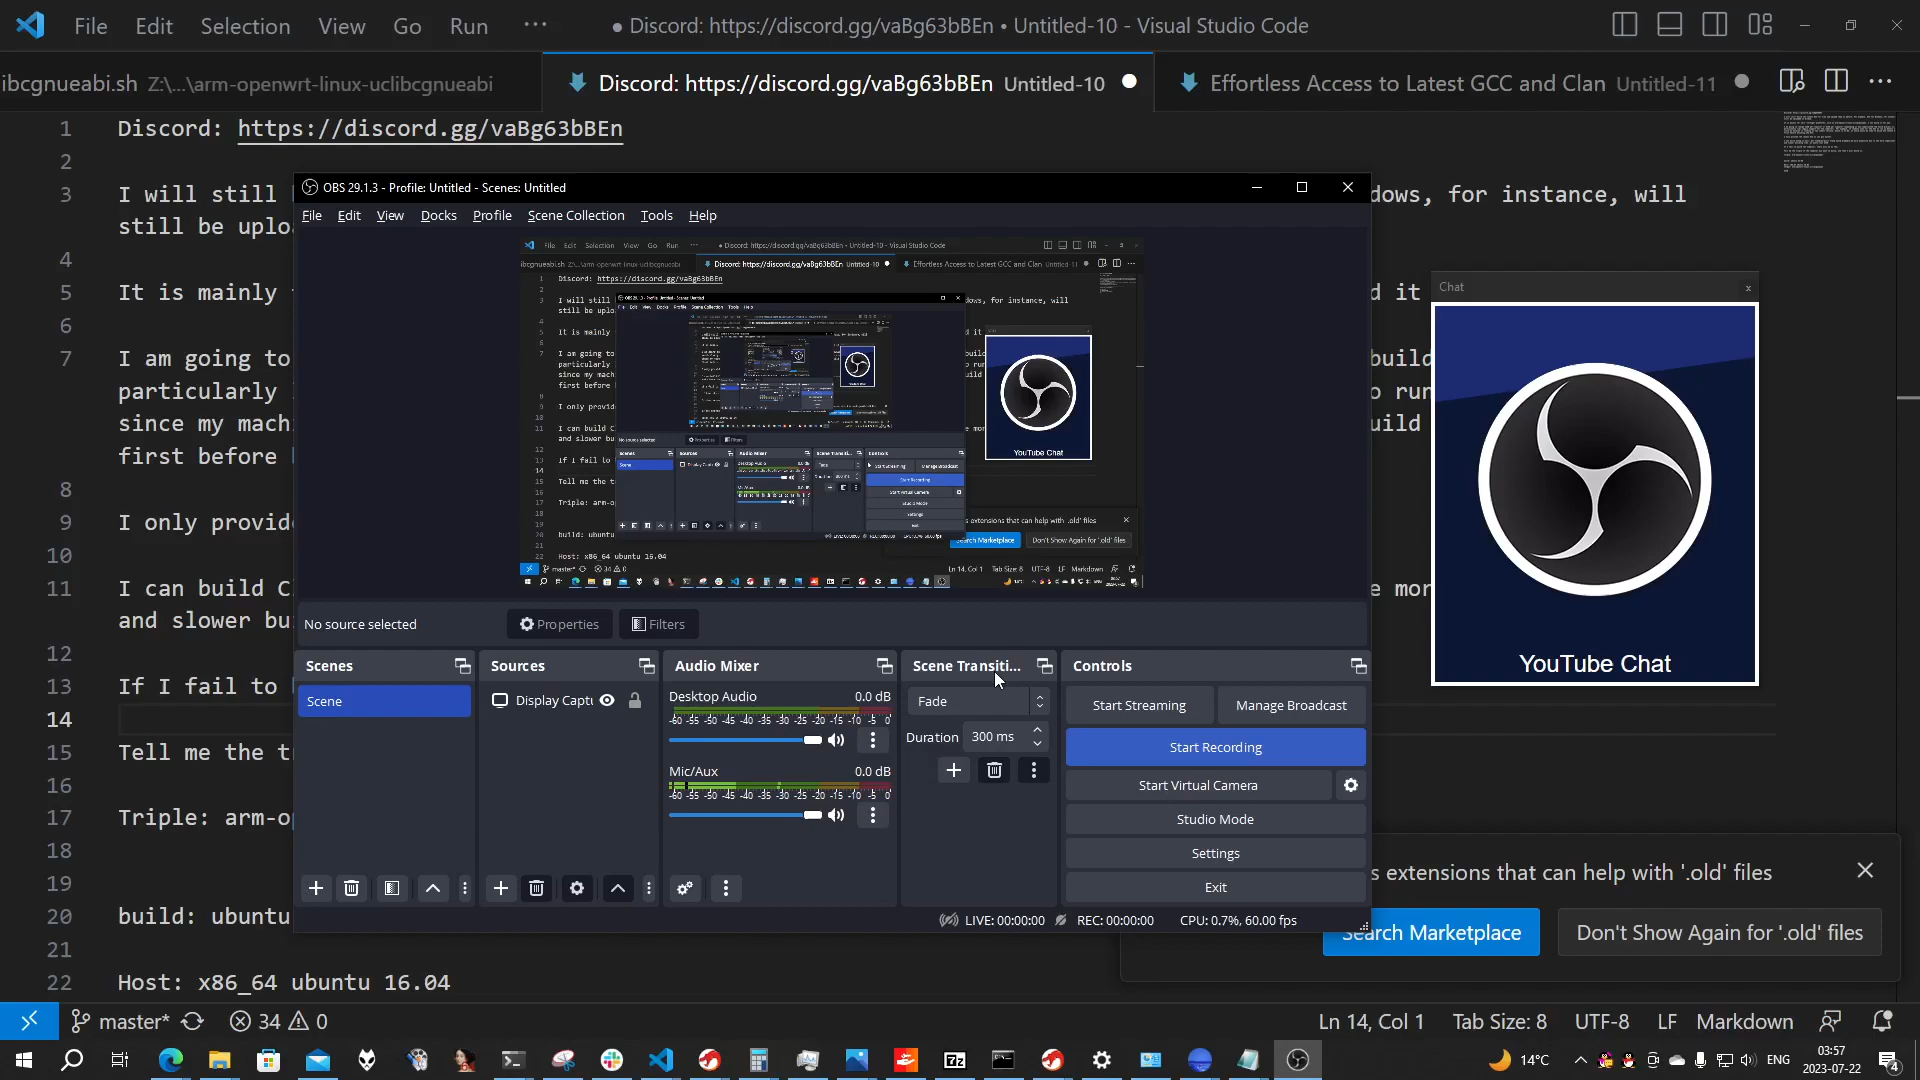 File Edit Selection View Go Run ··· ● Discord: https://discord.gg/vaBg63bBEn • Untitled-10 - Visual Studio Code
ibcgnueabi.sh Z:\...\arm-openwrt-linux-uclibcgnueabi Discord: https://discord.gg/vaBg63bBEn Untitled-10 Effortless Access to Latest GCC and Clan Untitled-11
1 Discord: https://discord.gg/vaBg63bBEn
2
3 I will still dows, for instance, will
still be uplo
4
5 It is mainly d it
6
7 I am going to build
particularly o run
since my mach build
first before
8
9 I only provid
10
11 I can build C e mor
and slower bu
12
13 If I fail to
14
15 Tell me the t
16
17 Triple: arm-o
18
19
20 build: ubuntu
21
22 Host: x86_64 ubuntu 16.04
OBS 29.1.3 - Profile: Untitled - Scenes: Untitled
File Edit View Docks Profile Scene Collection Tools Help
No source selected Properties Filters
Scenes Sources Audio Mixer Scene Transiti... Controls
Scene
Display Captu
Desktop Audio 0.0 dB
-60 -55 -50 -45 -40 -35 -30 -25 -20 -15 -10 -5 0
Mic/Aux 0.0 dB
-60 -55 -50 -45 -40 -35 -30 -25 -20 -15 -10 -5 0
Fade
Duration 300 ms
Start Streaming Manage Broadcast
Start Recording
Start Virtual Camera
Studio Mode
Settings
Exit
LIVE: 00:00:00 REC: 00:00:00 CPU: 0.7%, 60.00 fps
Chat x
YouTube Chat
s extensions that can help with '.old' files
Search Marketplace Don't Show Again for '.old' files
master* 34 0 Ln 14, Col 1 Tab Size: 8 UTF-8 LF Markdown
14°C ENG 03:57
2023-07-22
4